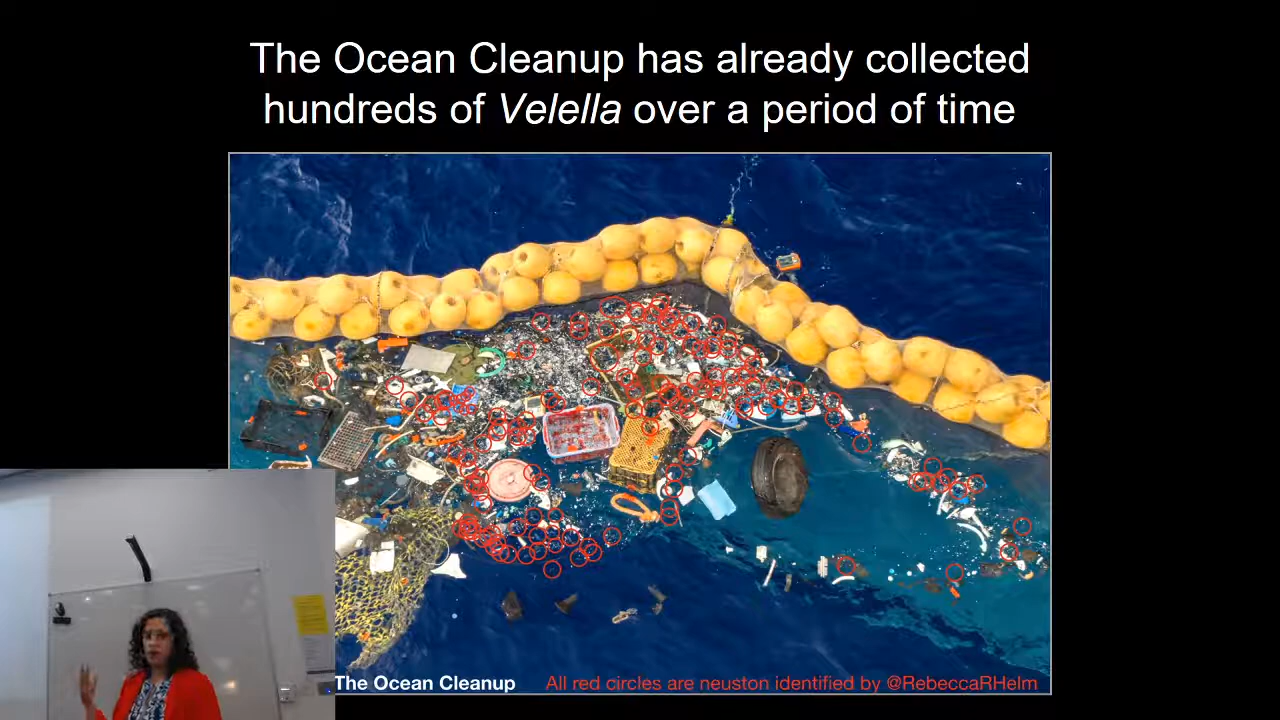 The Ocean Cleanup has already collected
hundreds of Velella over a period of time
The Ocean Cleanup
All red circles are neuston identified by @RebeccaRHelm